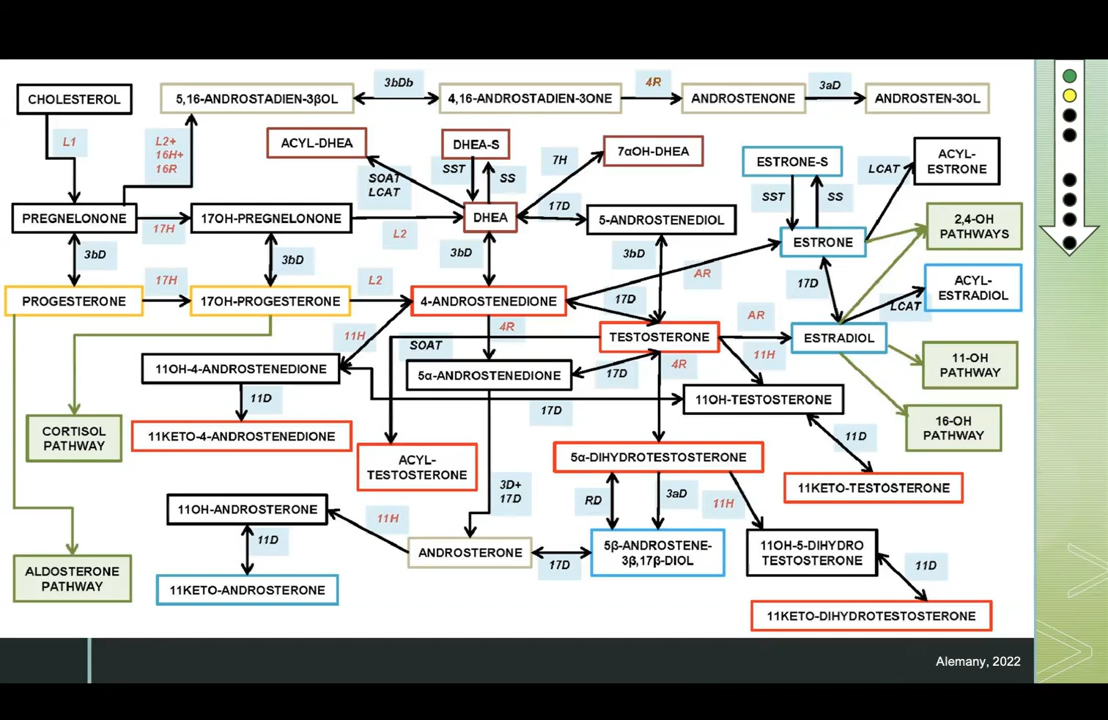 CHOLESTEROL
5,16-ANDROSTADIEN-3βOL
3bDb
4,16-ANDROSTADIEN-3ONE
4R
ANDROSTENONE
3aD
ANDROSTEN-3OL
L1
L2+
16H+
16R
ACYL-DHEA
DHEA-S
7αOH-DHEA
ESTRONE-S
ACYL-
ESTRONE
SOAT
LCAT
SST
SS
7H
17D
SST
SS
LCAT
PREGNELONONE
17H
17OH-PREGNELONONE
L2
DHEA
5-ANDROSTENEDIOL
ESTRONE
2,4-OH
PATHWAYS
3bD
3bD
3bD
3bD
AR
17D
17D
LCAT
ACYL-
ESTRADIOL
PROGESTERONE
17H
17OH-PROGESTERONE
L2
4-ANDROSTENEDIONE
11H
4R
SOAT
TESTOSTERONE
AR
11H
4R
ESTRADIOL
11-OH
PATHWAY
11OH-4-ANDROSTENEDIONE
5α-ANDROSTENEDIONE
17D
11D
17D
11OH-TESTOSTERONE
16-OH
PATHWAY
CORTISOL
PATHWAY
11KETO-4-ANDROSTENEDIONE
11D
ACYL-
TESTOSTERONE
5α-DIHYDROTESTOSTERONE
11KETO-TESTOSTERONE
3D+
17D
RD
3aD
11H
11OH-ANDROSTERONE
11H
11D
ANDROSTERONE
17D
5β-ANDROSTENE-
3β,17β-DIOL
11OH-5-DIHYDRO
TESTOSTERONE
11D
ALDOSTERONE
PATHWAY
11KETO-ANDROSTERONE
11KETO-DIHYDROTESTOSTERONE
Alemany, 2022